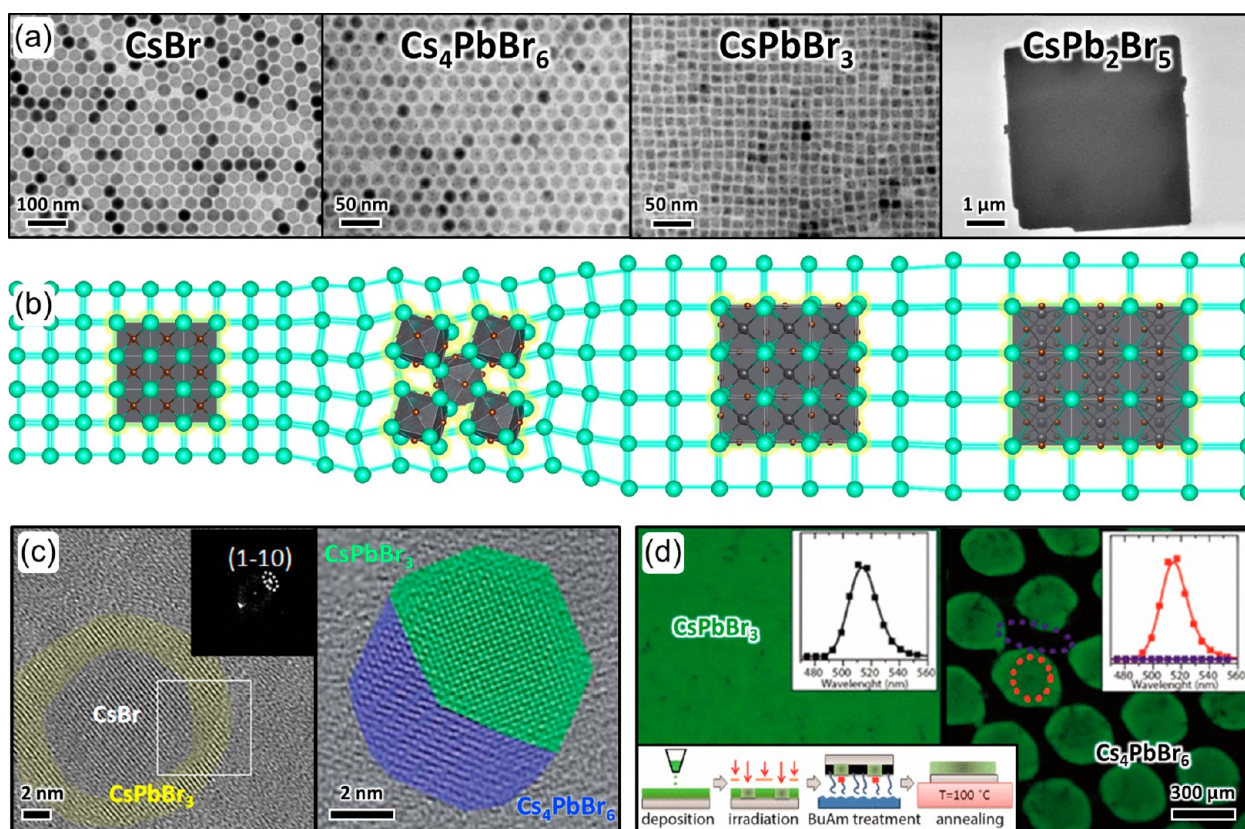 (a)
CsBr
Cs₄PbBr₆
CsPbBr₃
CsPb₂Br₅
100 nm
50 nm
50 nm
1 μm
(b)
(c)
(1-10)
CsBr
CsPbBr₃
2 nm
CsPbBr₃
Cs₄PbBr₆
2 nm
(d)
CsPbBr₃
480 500 520 540 560
Wavelenght (nm)
480 500 520 540 560
Wavelenght (nm)
Cs₄PbBr₆
300 μm
T=100 °C
deposition
irradiation
BuAm treatment
annealing